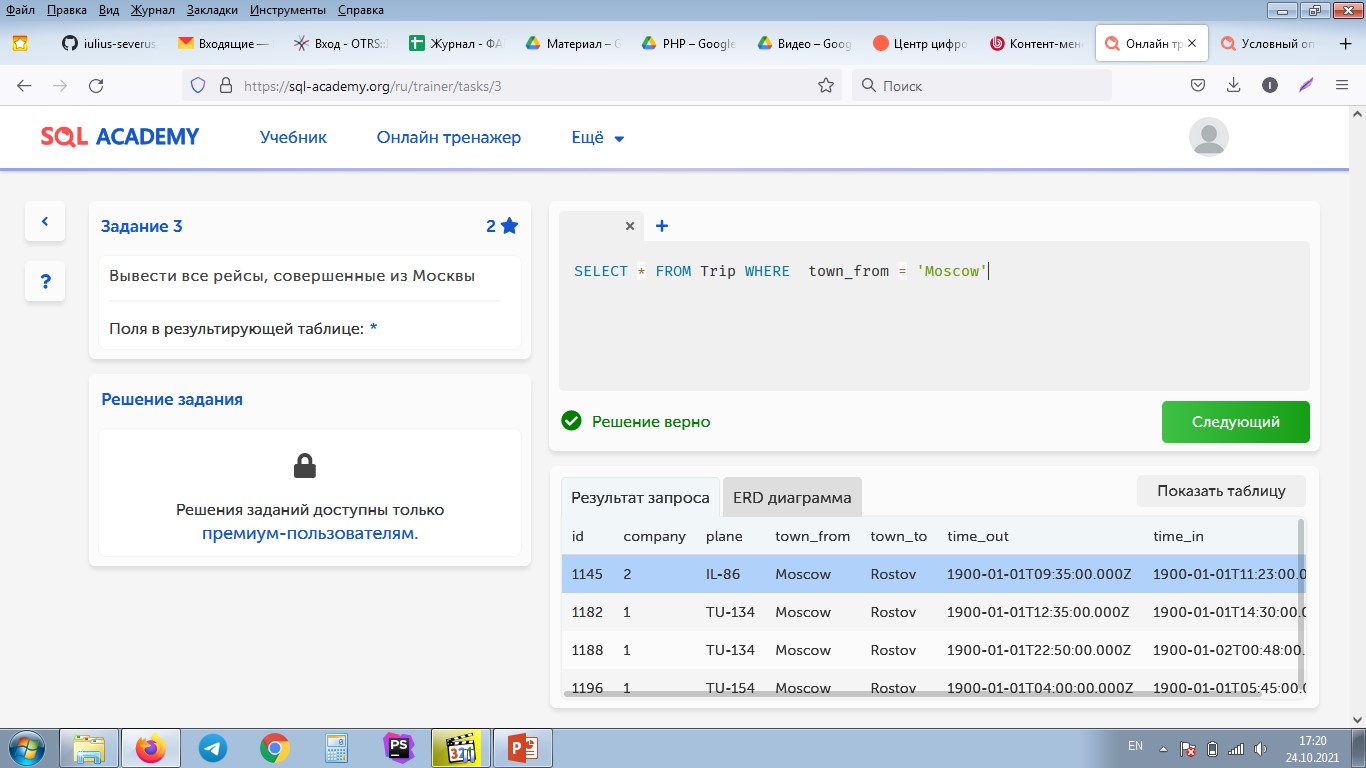 Файл Правка Вид Журнал Закладки Инструменты Справка
iulius-severus Входящие — Вход - OTRS:: Журнал - ФА Материал – G PHP – Google Видео – Goog Центр цифро Контент-мен Онлайн тр Условный оп
https://sql-academy.org/ru/trainer/tasks/3 Поиск
SQL ACADEMY Учебник Онлайн тренажер Ещё
Задание 3 2
Вывести все рейсы, совершенные из Москвы
Поля в результирующей таблице: *
?
Решение задания
Решения заданий доступны только
премиум-пользователям.
SELECT * FROM Trip WHERE  town_from = 'Moscow'
Решение верно Следующий
Результат запроса ERD диаграмма Показать таблицу
id company plane town_from town_to time_out time_in
1145 2 IL-86 Moscow Rostov 1900-01-01T09:35:00.000Z 1900-01-01T11:23:00.0
1182 1 TU-134 Moscow Rostov 1900-01-01T12:35:00.000Z 1900-01-01T14:30:00.0
1188 1 TU-134 Moscow Rostov 1900-01-01T22:50:00.000Z 1900-01-02T00:48:00.
1196 1 TU-154 Moscow Rostov 1900-01-01T04:00:00.000Z 1900-01-01T05:45:00.0
PS 321 P EN 17:20
24.10.2021